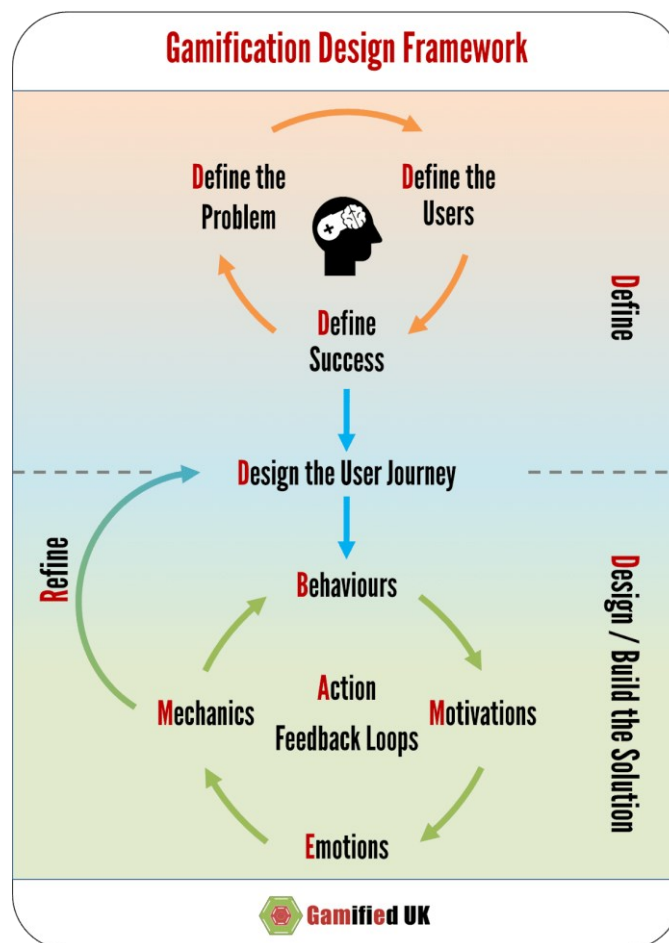 Gamification Design Framework
Define the
Problem
Define the
Users
Define
Success
Define
Design the User Journey
Refine
Behaviours
Mechanics
Action
Feedback Loops
Motivations
Emotions
Design / Build the Solution
Gamified UK